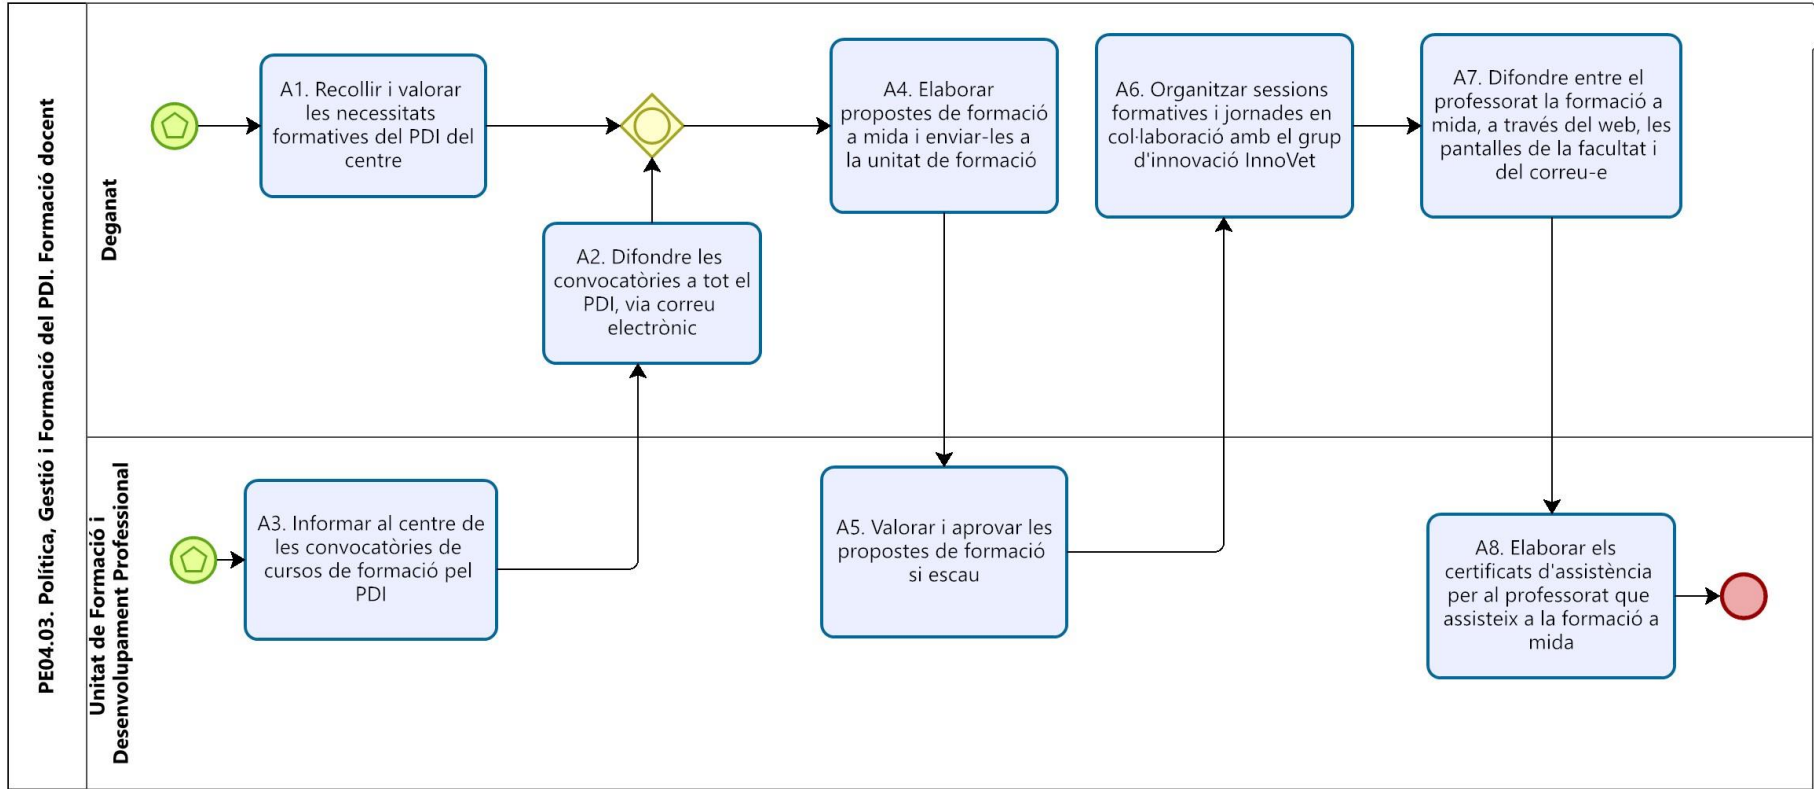 PE04.03. Política, Gestió i Formació del PDI. Formació docent
Deganat
A1. Recollir i valorar
les necessitats
formatives del PDI del
centre
A2. Difondre les
convocatòries a tot el
PDI, via correu
electrònic
A4. Elaborar
propostes de formació
a mida i enviar-les a
la unitat de formació
A6. Organitzar sessions
formatives i jornades en
col·laboració amb el grup
d'innovació InnoVet
A7. Difondre entre el
professorat la formació a
mida, a través del web, les
pantalles de la facultat i
del correu-e
Unitat de Formació i
Desenvolupament Professional
A3. Informar al centre de
les convocatòries de
cursos de formació pel
PDI
A5. Valorar i aprovar les
propostes de formació
si escau
A8. Elaborar els
certificats d'assistència
per al professorat que
assisteix a la formació a
mida